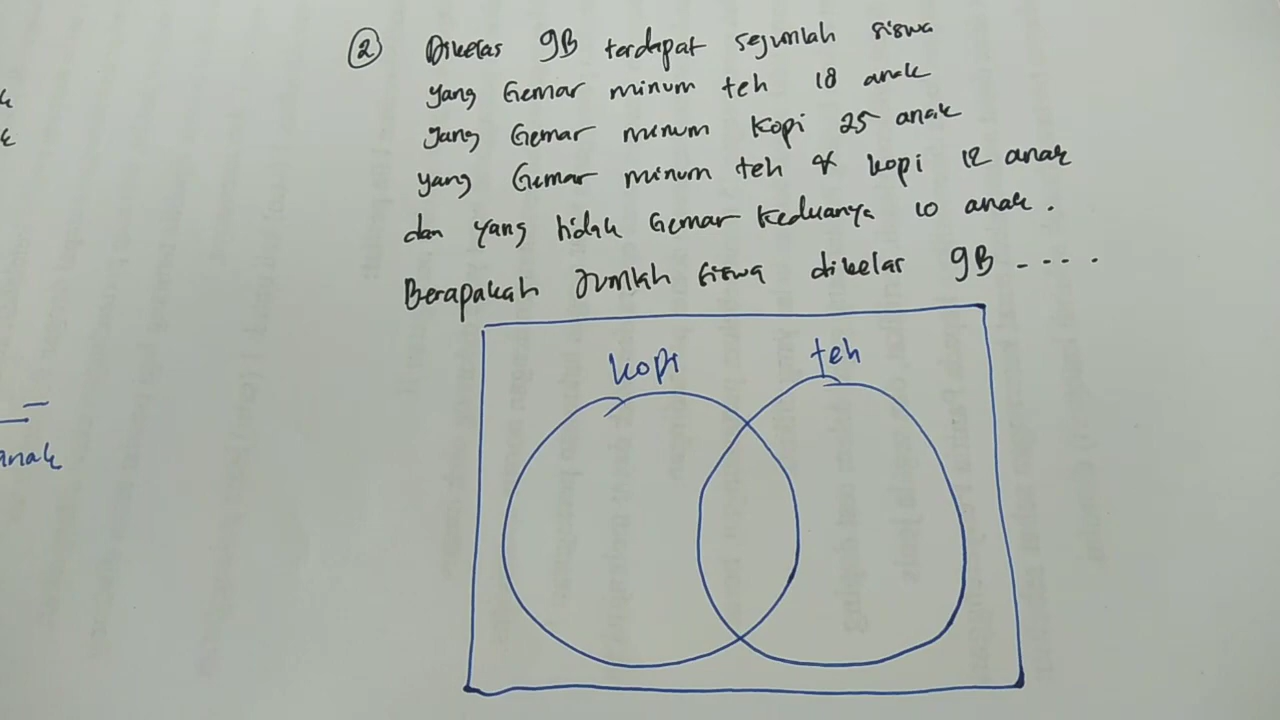 ② Dikelas 9B terdapat sejumlah siswa
yang Gemar minum teh 18 anak
yang Gemar minum kopi 25 anak
yang Gemar minum teh & kopi 12 anak
dan yang tidak Gemar Keduanya 10 anak.
Berapakah Jumlah siswa dikelas 9B ....
kopi
teh
anak